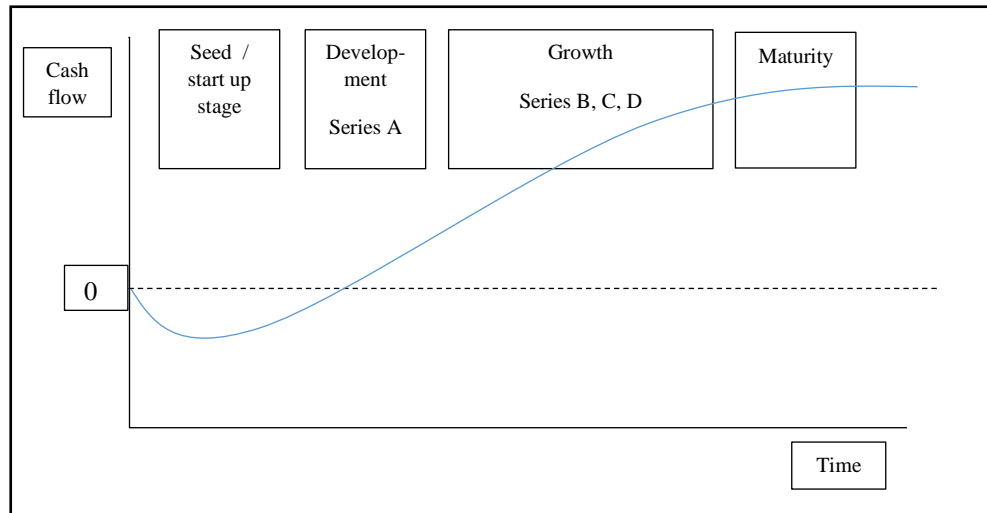 Cash
flow
Seed /
start up
stage
Develop-
ment
Series A
Growth
Series B, C, D
Maturity
0
Time